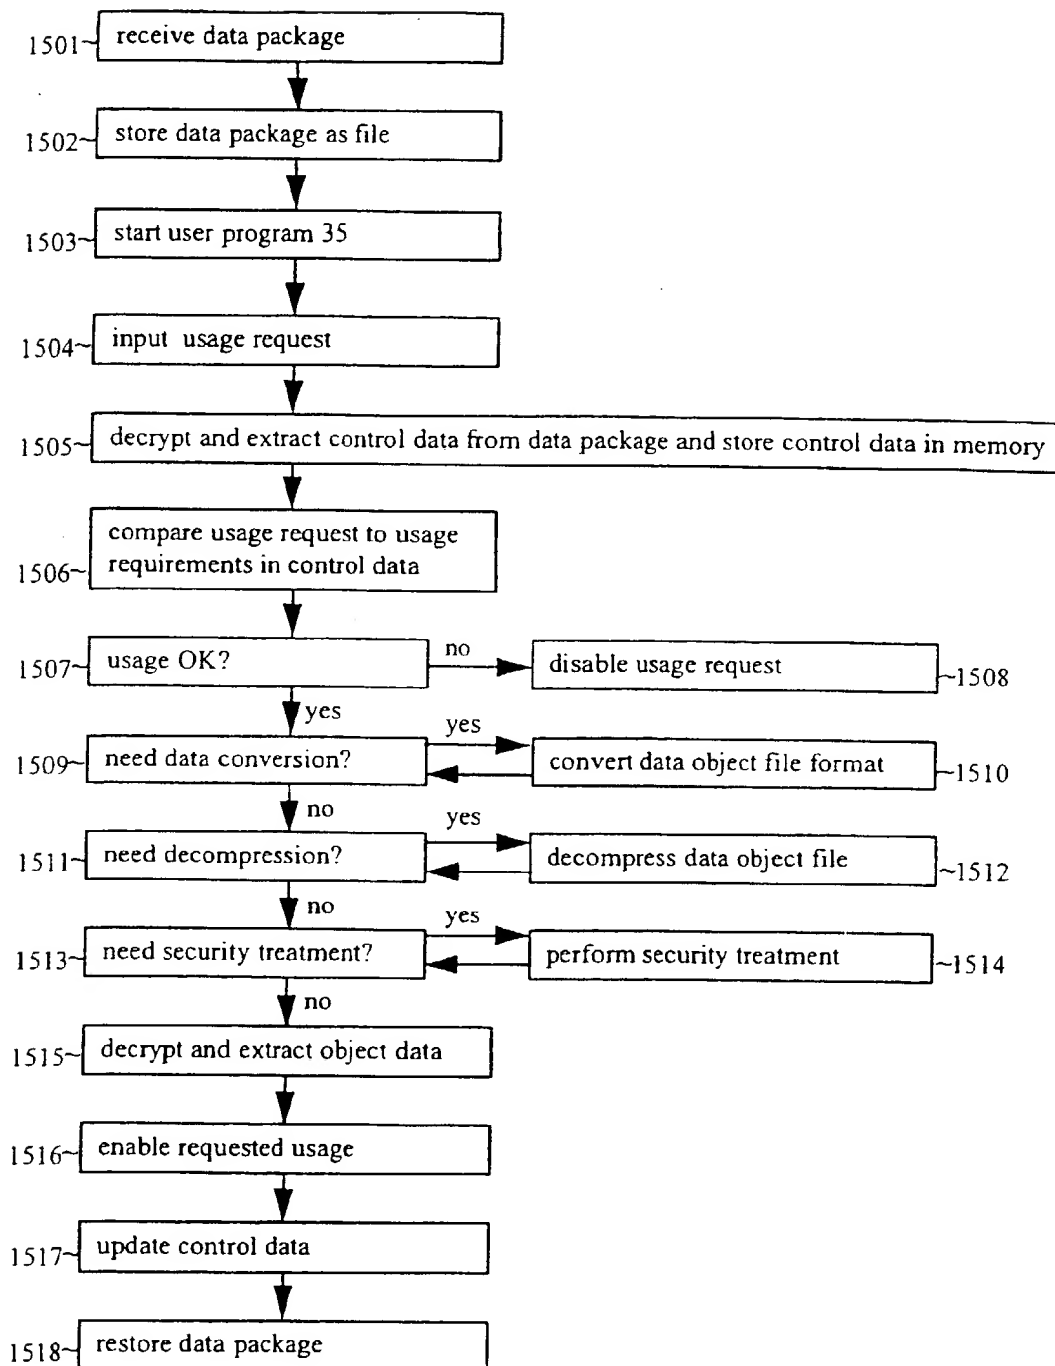 1501~ receive data package
1502~ store data package as file
1503~ start user program 35
1504~ input usage request
1505~ decrypt and extract control data from data package and store control data in memory
compare usage request to usage
1506~ requirements in control data
1507~ usage OK? no disable usage request ~1508
yes yes
1509~ need data conversion? convert data object file format ~1510
no yes
1511~ need decompression? decompress data object file ~1512
no yes
1513~ need security treatment? perform security treatment ~1514
no
1515~ decrypt and extract object data
1516~ enable requested usage
1517~ update control data
1518~ restore data package